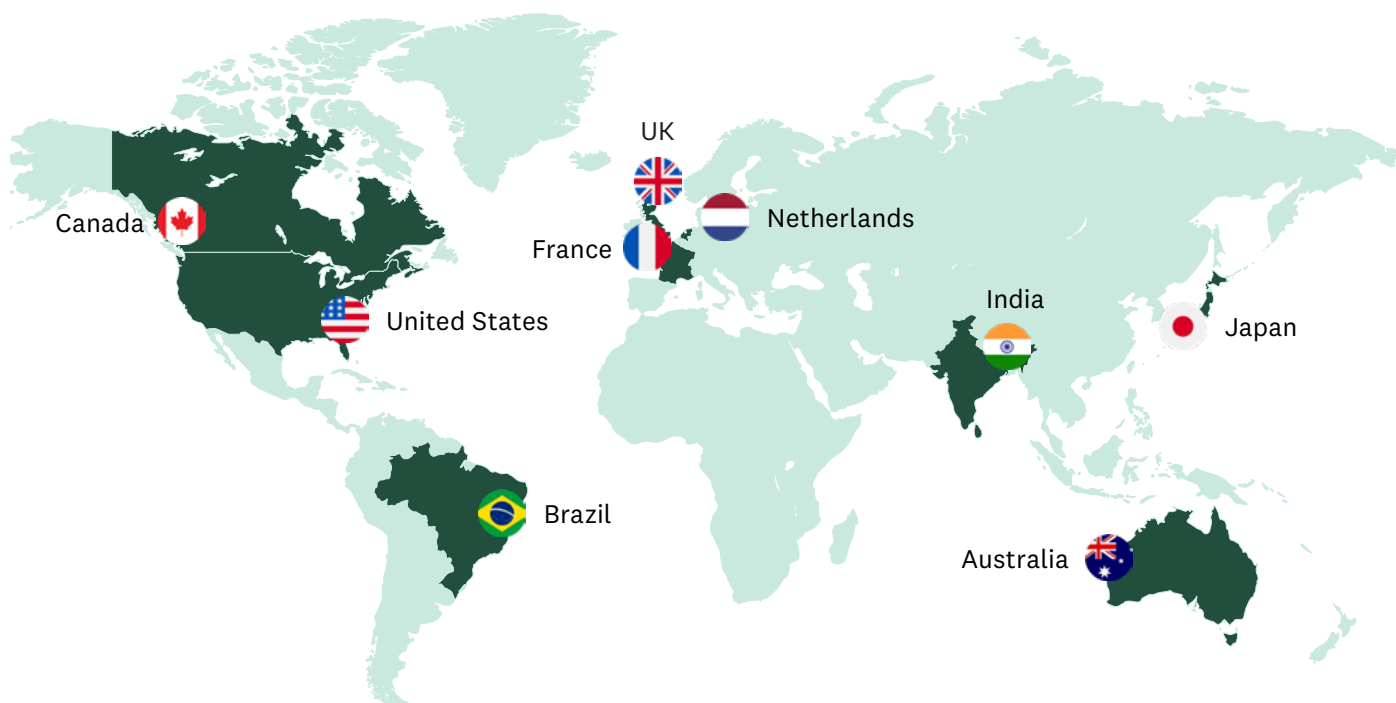 UK
Canada
Netherlands
France
India
United States
Japan
Brazil
Australia